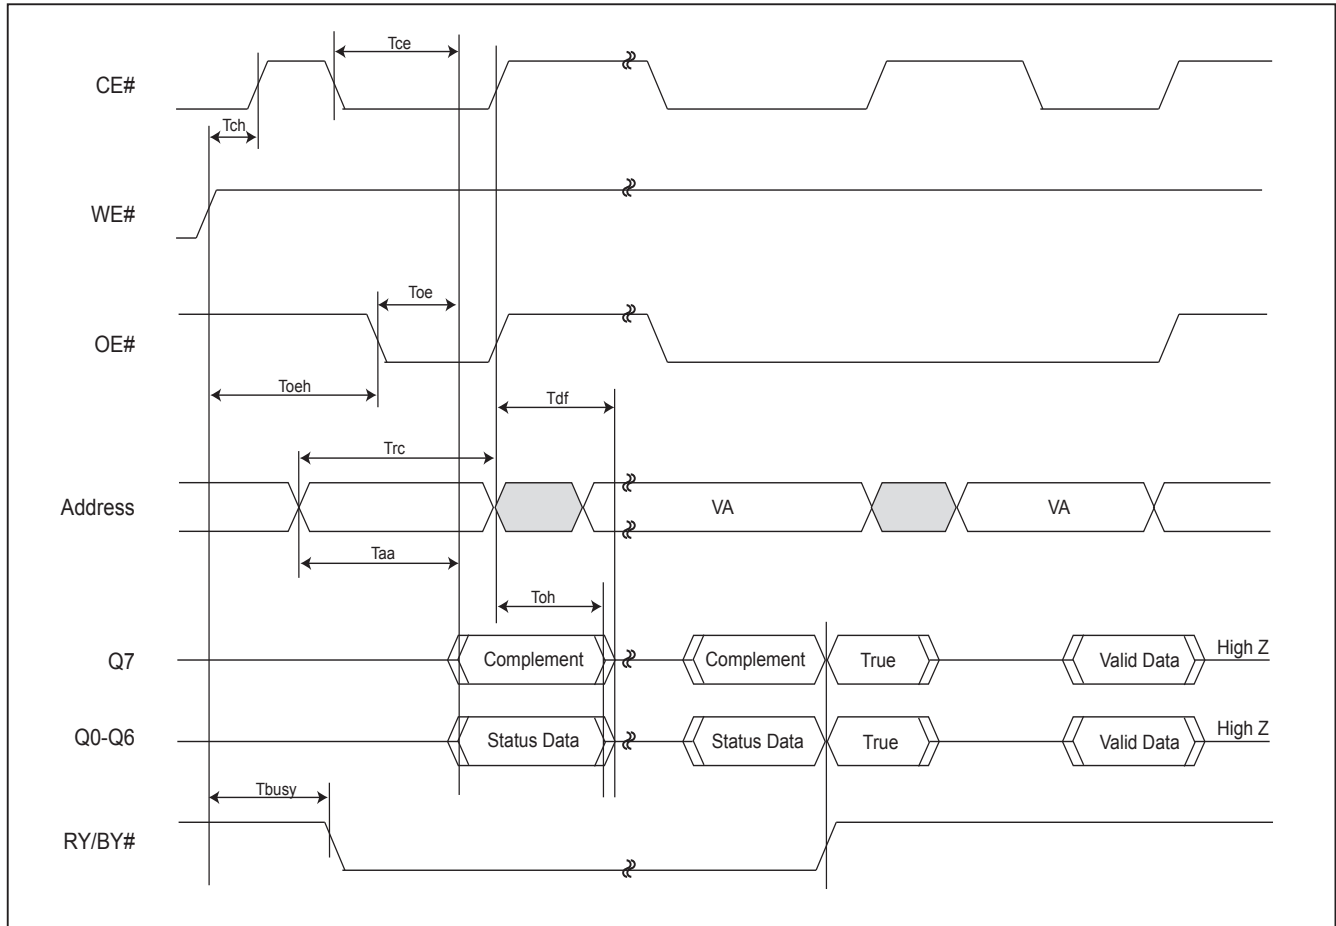 Tce
CE#
Tch
WE#
Toe
OE#
Toeh
Tdf
Trc
Address
VA
VA
Taa
Toh
Q7
Complement
Complement
True
Valid Data
High Z
Q0-Q6
Status Data
Status Data
True
Valid Data
High Z
Tbusy
RY/BY#